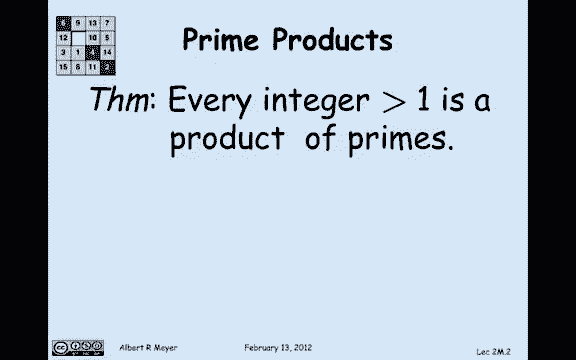 9 13 7
12 10 5
3 1 4 14
15 8 11 2
Prime Products
Thm: Every integer > 1 is a
product of primes.
Albert R Meyer
February 13, 2012
Lec 2M.2